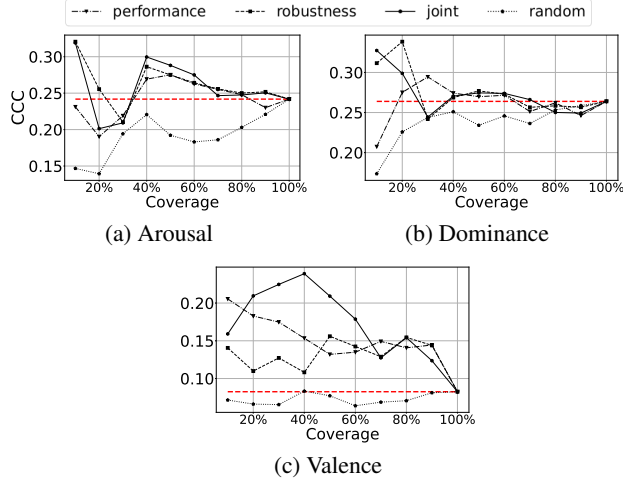 performance robustness joint random
CCC
0.30
0.25
0.20
0.15
20% 40% 60% 80% 100%
Coverage
(a) Arousal
0.30
0.25
0.20
20% 40% 60% 80% 100%
Coverage
(b) Dominance
0.20
0.15
0.10
20% 40% 60% 80% 100%
Coverage
(c) Valence